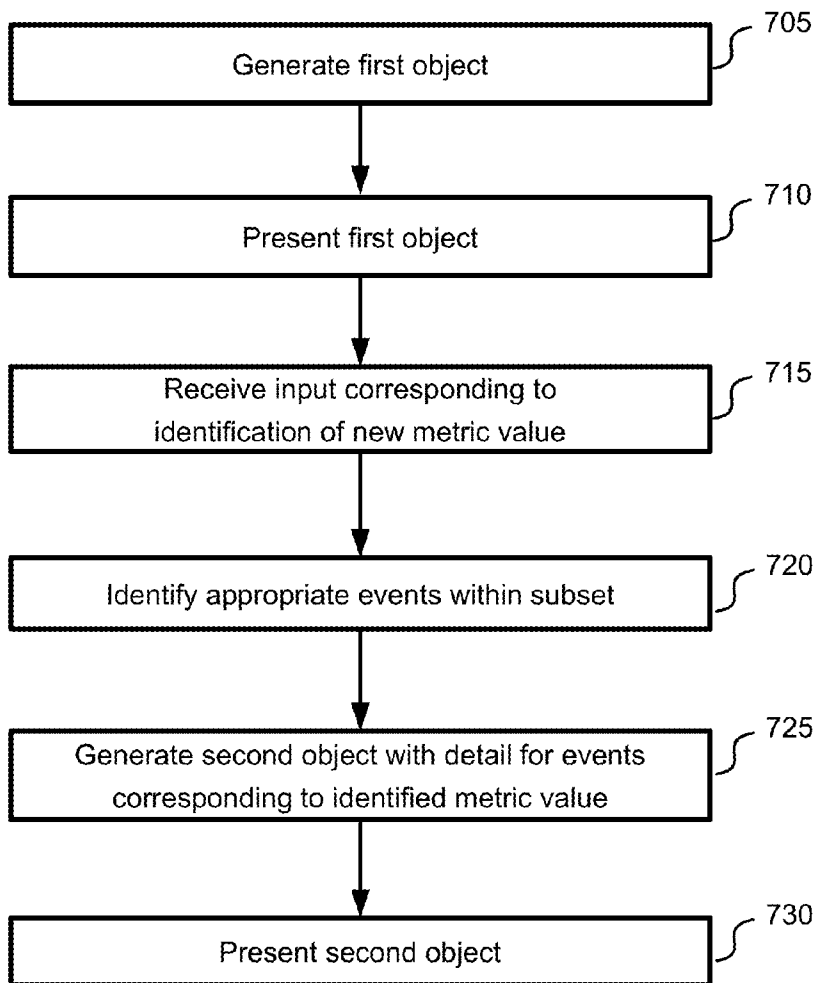 705
Generate first object
710
Present first object
715
Receive input corresponding to
identification of new metric value
720
Identify appropriate events within subset
725
Generate second object with detail for events
corresponding to identified metric value
730
Present second object